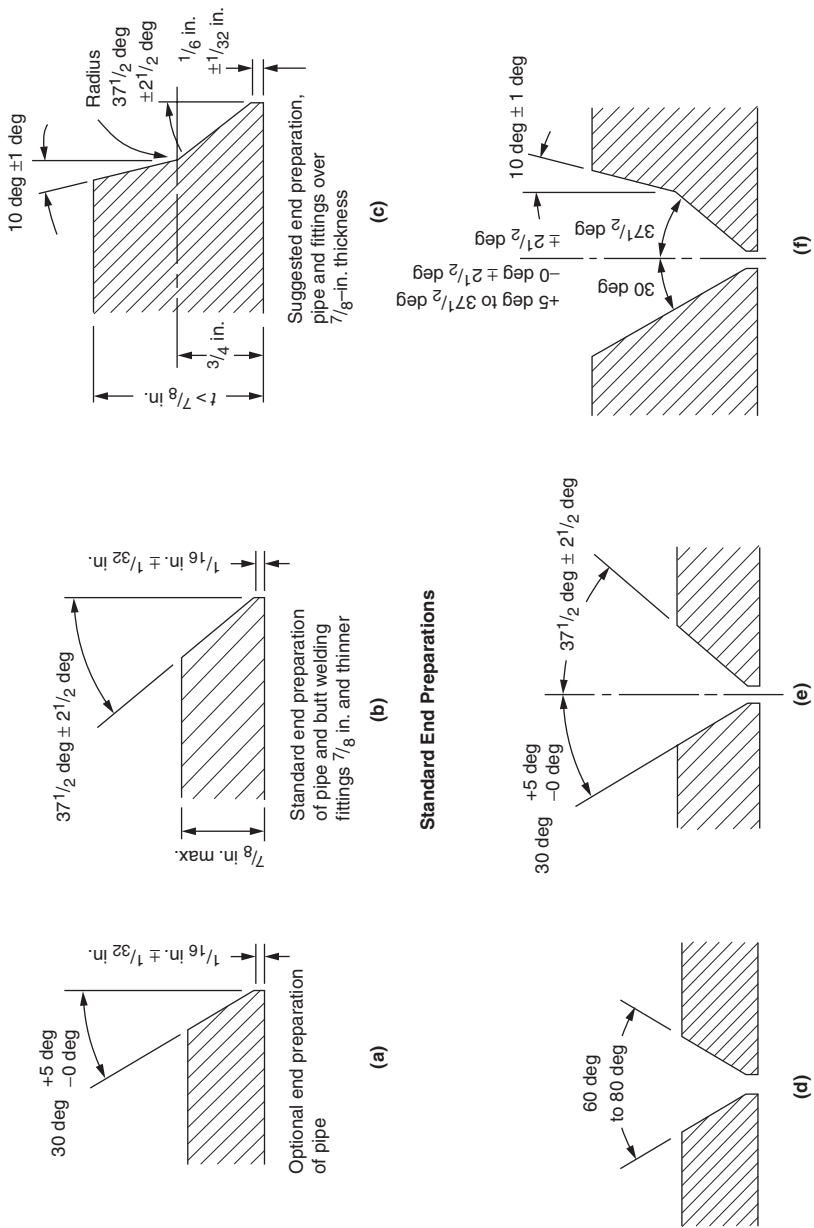 30 deg +5 deg
−0 deg
1/16 in. ± 1/32 in.
Optional end preparation
of pipe
(a)
37 1/2 deg ± 2 1/2 deg
1/16 in. ± 1/32 in.
7/8 in. max.
Standard end preparation
of pipe and butt welding
fittings 7/8 in. and thinner
(b)
10 deg ±1 deg
Radius
37 1/2 deg
±2 1/2 deg
1/6 in.
±1/32 in.
t > 7/8 in.
3/4 in.
Suggested end preparation,
pipe and fittings over
7/8–in. thickness
(c)
Standard End Preparations
60 deg
to 80 deg
(d)
30 deg +5 deg
−0 deg
37 1/2 deg ± 2 1/2 deg
(e)
+5 deg to 37 1/2 deg
−0 deg ± 2 1/2 deg
± 2 1/2 deg
10 deg ± 1 deg
30 deg
37 1/2 deg
(f)